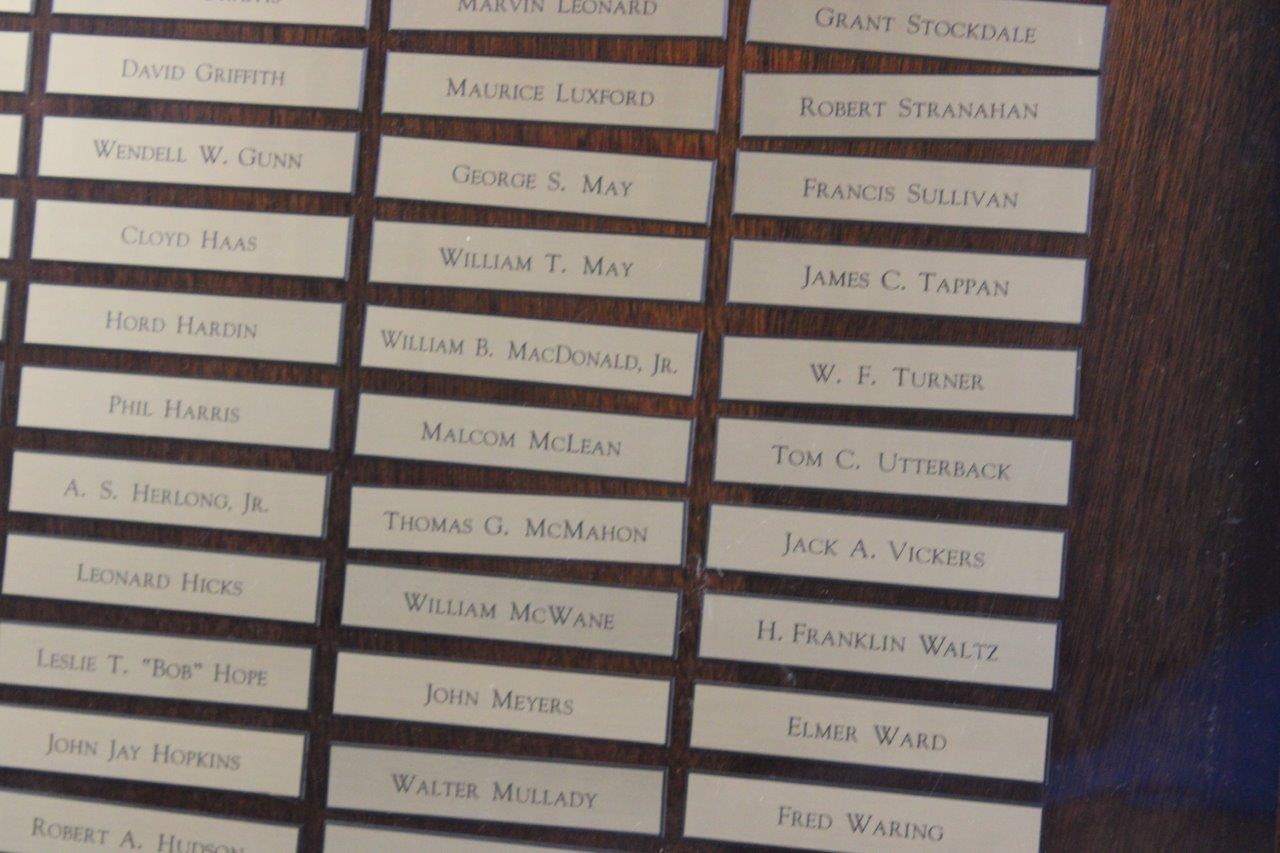 MARVIN LEONARD
GRANT STOCKDALE
DAVID GRIFFITH
MAURICE LUXFORD
ROBERT STRANAHAN
WENDELL W. GUNN
GEORGE S. MAY
FRANCIS SULLIVAN
CLOYD HAAS
WILLIAM T. MAY
JAMES C. TAPPAN
HORD HARDIN
WILLIAM B. MACDONALD, JR.
W. F. TURNER
PHIL HARRIS
MALCOM MCLEAN
TOM C. UTTERBACK
A. S. HERLONG, JR.
THOMAS G. MCMAHON
JACK A. VICKERS
LEONARD HICKS
WILLIAM MCWANE
H. FRANKLIN WALTZ
LESLIE T. "BOB" HOPE
JOHN MEYERS
ELMER WARD
JOHN JAY HOPKINS
WALTER MULLADY
FRED WARING
ROBERT A. HUDSON